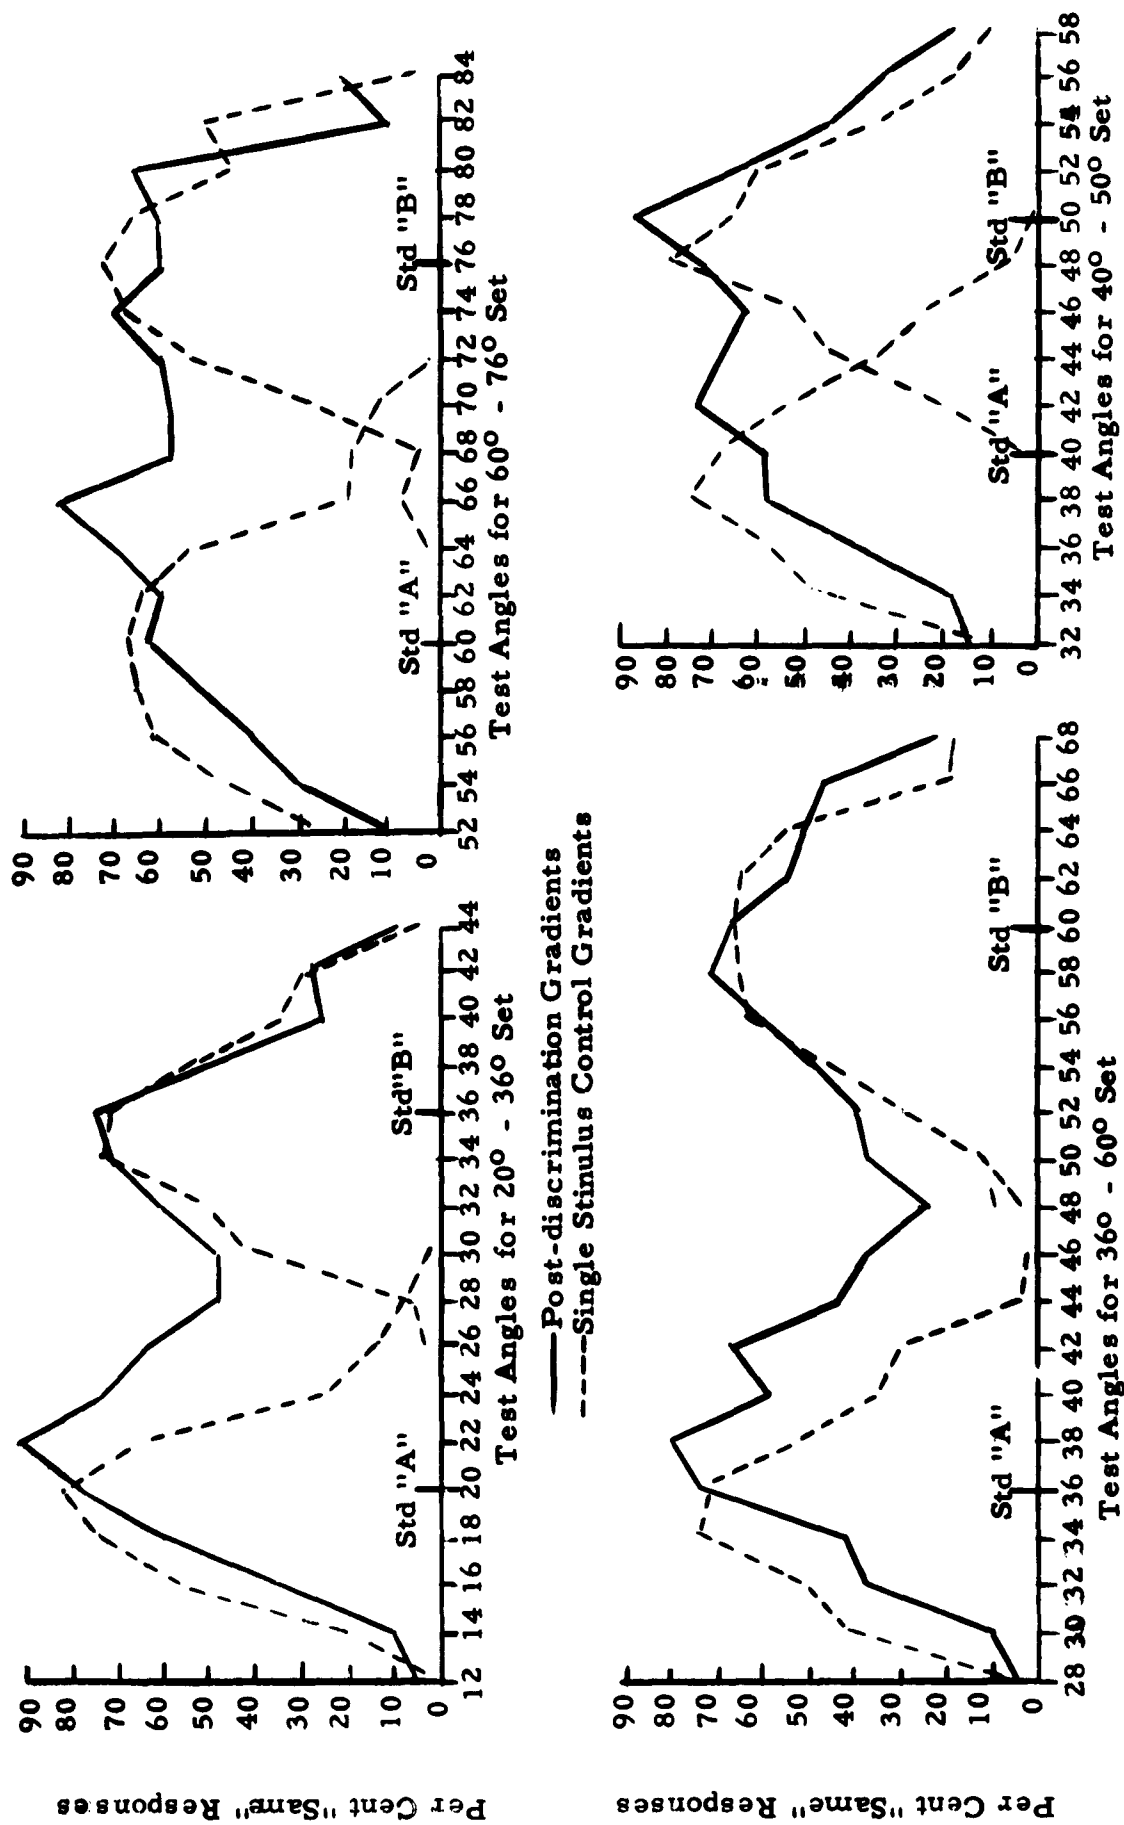 Per Cent "Same" Responses
90
80
70
60
50
40
30
20
10
0
Std "A"
Std"B"
12 14 16 18 20 22 24 26 28 30 32 34 36 38 40 42 44
Test Angles for 20° - 36° Set
90
80
70
60
50
40
30
20
10
0
Std "A"
Std "B"
52 54 56 58 60 62 64 66 68 70 72 74 76 78 80 82 84
Test Angles for 60° - 76° Set
Post-discrimination Gradients
Single Stinulus Control Gradients
Per Cent "Same" Responses
90
80
70
60
50
40
30
20
10
0
Std "A"
Std "B"
28 30 32 34 36 38 40 42 44 46 48 50 52 54 56 58 60 62 64 66 68
Test Angles for 36° - 60° Set
90
80
70
60
50
40
30
20
10
0
Std "A"
Std "B"
32 34 36 38 40 42 44 46 48 50 52 54 56 58
Test Angles for 40° - 50° Set